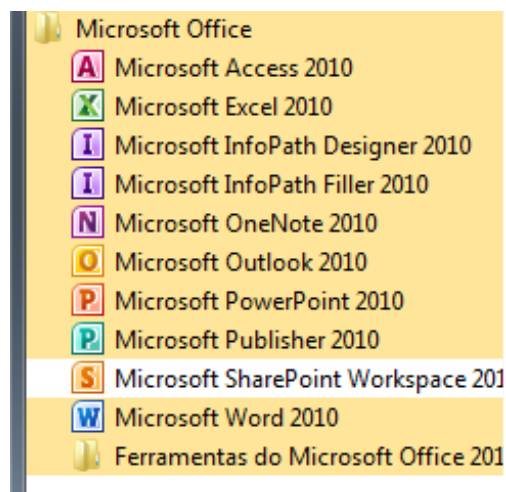 Microsoft Office
A Microsoft Access 2010
X Microsoft Excel 2010
I Microsoft InfoPath Designer 2010
I Microsoft InfoPath Filler 2010
N Microsoft OneNote 2010
O Microsoft Outlook 2010
P Microsoft PowerPoint 2010
P Microsoft Publisher 2010
S Microsoft SharePoint Workspace 201
W Microsoft Word 2010
Ferramentas do Microsoft Office 201